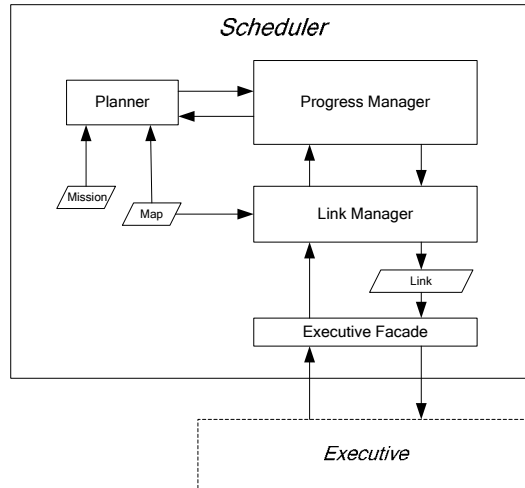 Scheduler
Planner
Progress Manager
Mission
Map
Link Manager
Link
Executive Facade
Executive